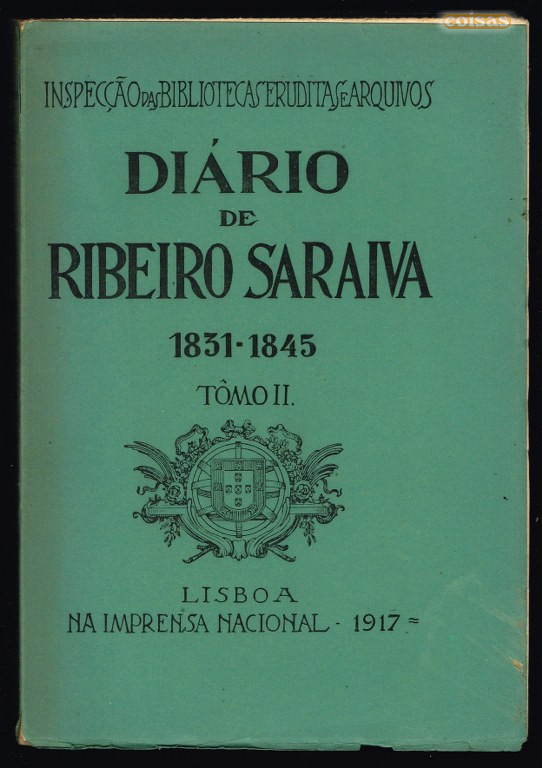 coisas
INSPECÇÃO DAS BIBLIOTECAS ERUDITAS E ARQUIVOS
DIÁRIO
DE
RIBEIRO SARAIVA
1831-1845
TÔMO II.
LISBOA
NA IMPRENSA NACIONAL - 1917 =